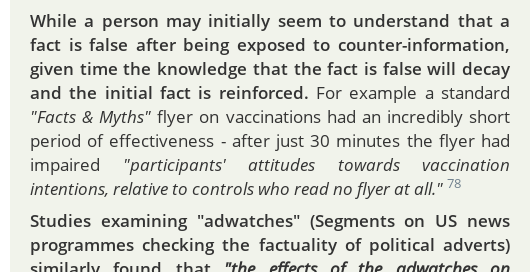 While a person may initially seem to understand that a
fact is false after being exposed to counter-information,
given time the knowledge that the fact is false will decay
and the initial fact is reinforced. For example a standard
"Facts & Myths" flyer on vaccinations had an incredibly short
period of effectiveness - after just 30 minutes the flyer had
impaired "participants' attitudes towards vaccination
intentions, relative to controls who read no flyer at all." 78
Studies examining "adwatches" (Segments on US news
programmes checking the factuality of political adverts)
similarly found that "the effects of the adwatches on